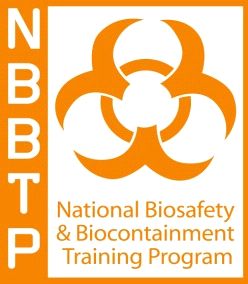 NBBTP
National Biosafety
& Biocontainment
Training Program